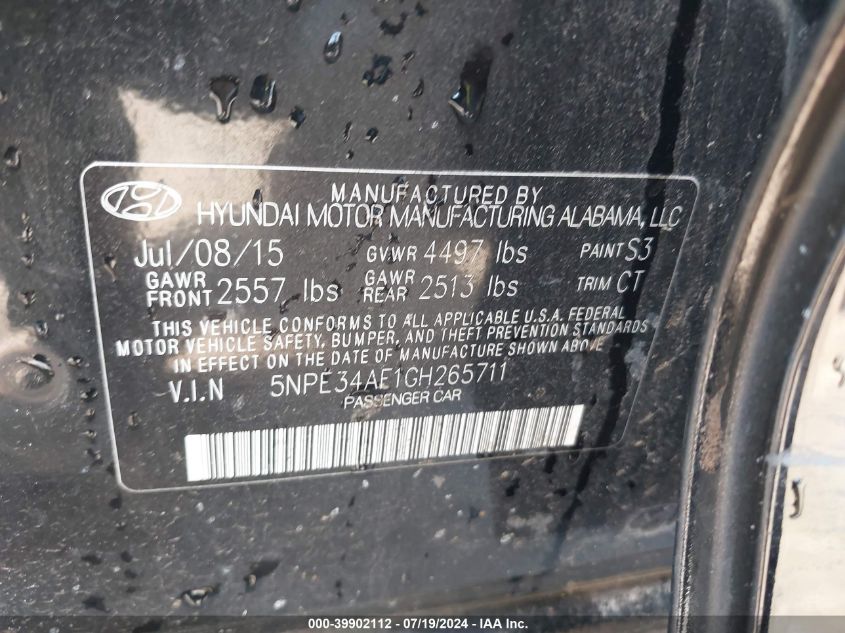 MANUFACTURED BY
HYUNDAI MOTOR MANUFACTURING ALABAMA, LLC
Jul/08/15 GVWR 4497 lbs PAINT S3
GAWR FRONT 2557 lbs GAWR REAR 2513 lbs TRIM CT
THIS VEHICLE CONFORMS TO ALL APPLICABLE U.S.A. FEDERAL
MOTOR VEHICLE SAFETY, BUMPER, AND THEFT PREVENTION STANDARDS
IN EFFECT ON THE DATE OF MANUFACTURE SHOWN ABOVE
V.I.N 5NPE34AF1GH265711
PASSENGER CAR
000-39902112 - 07/19/2024 - IAA Inc.